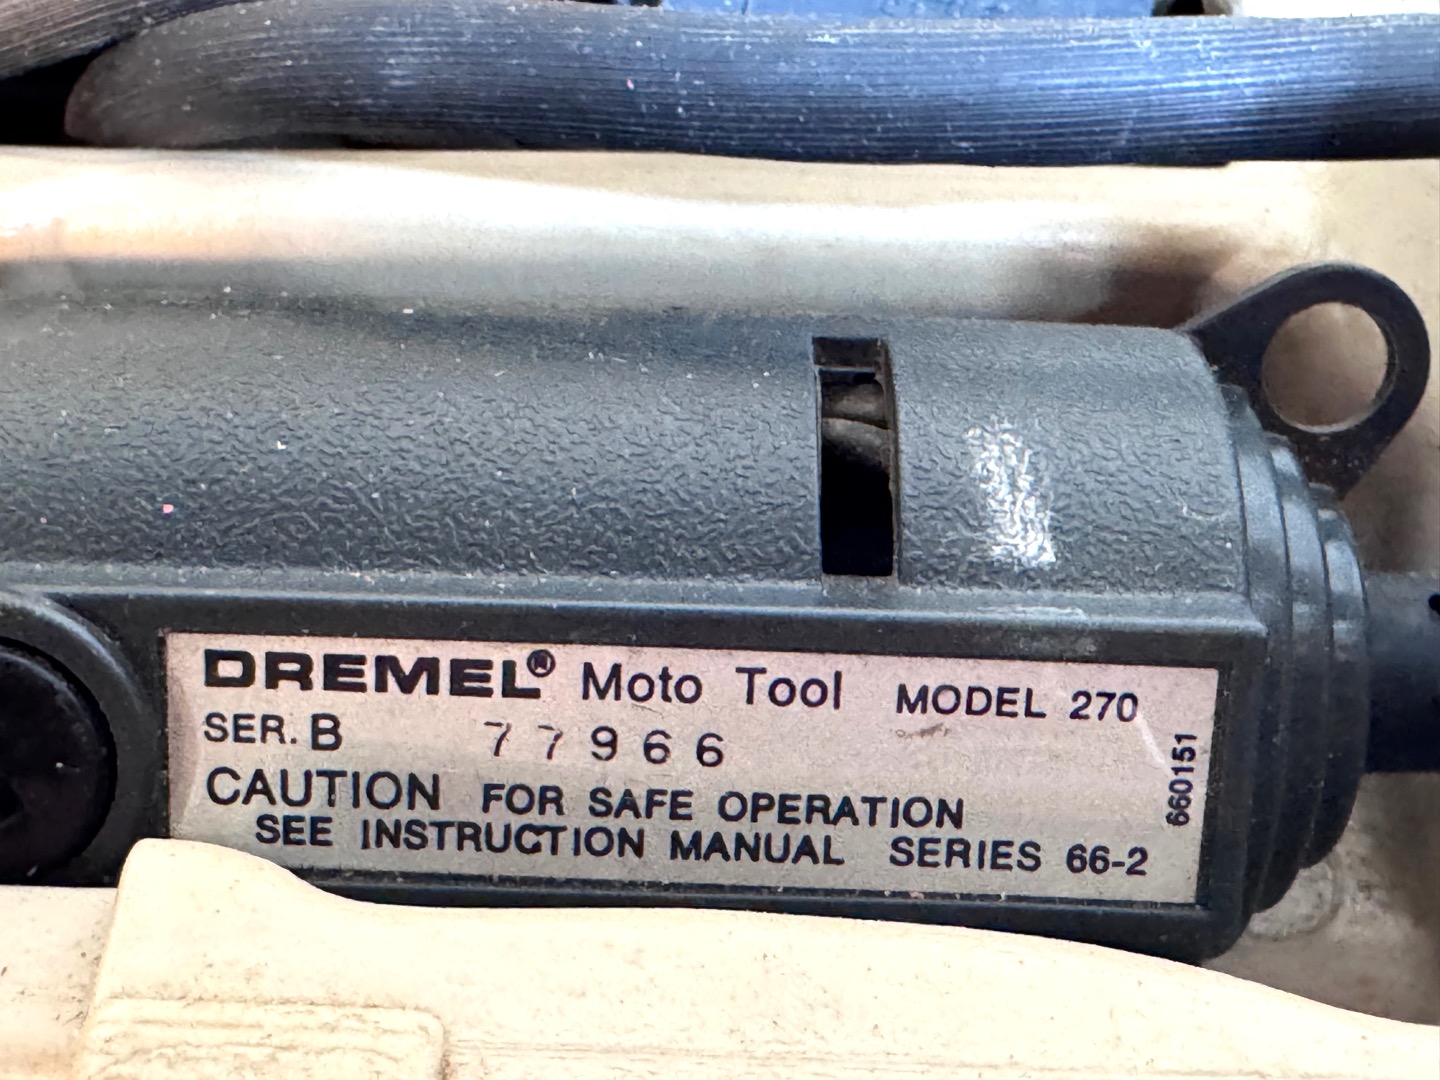 DREMEL® Moto Tool MODEL 270
SER. B 77966
CAUTION FOR SAFE OPERATION
SEE INSTRUCTION MANUAL SERIES 66-2
660151